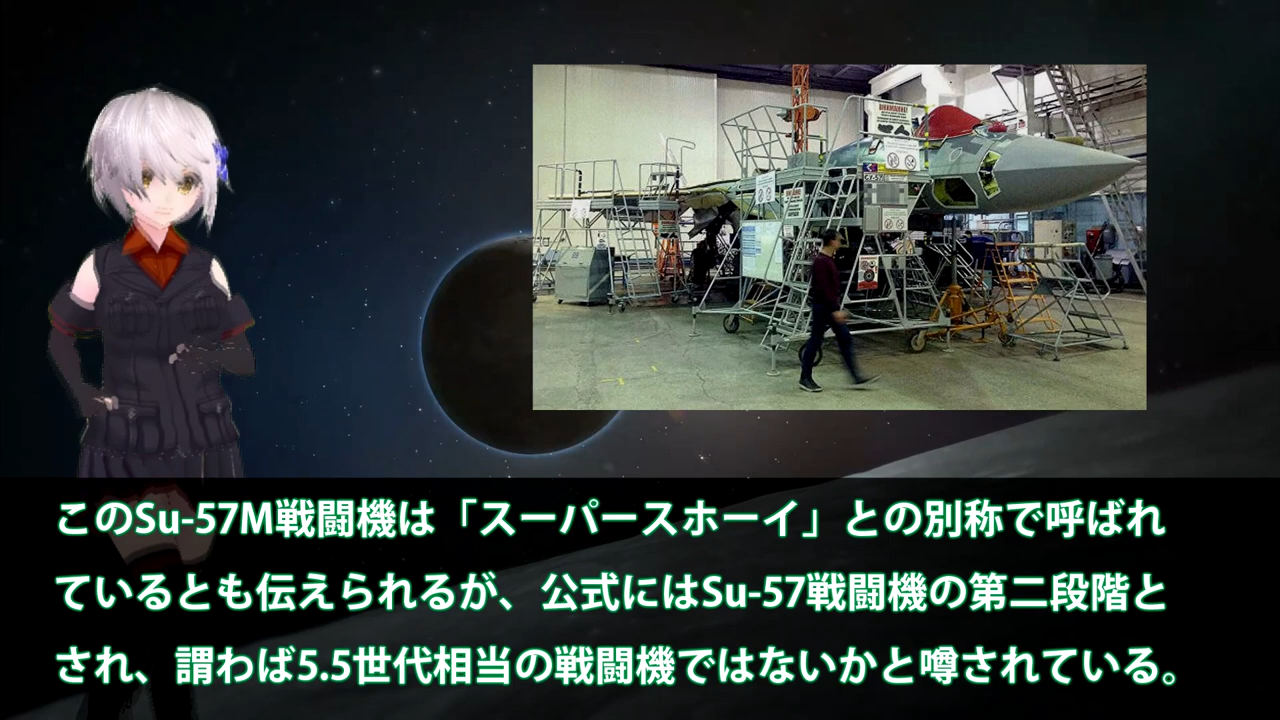 このSu-57M戦闘機は「スーパースホーイ」との別称で呼ばれ
ているとも伝えられるが、公式にはSu-57戦闘機の第二段階と
され、謂わば5.5世代相当の戦闘機ではないかと噂されている。